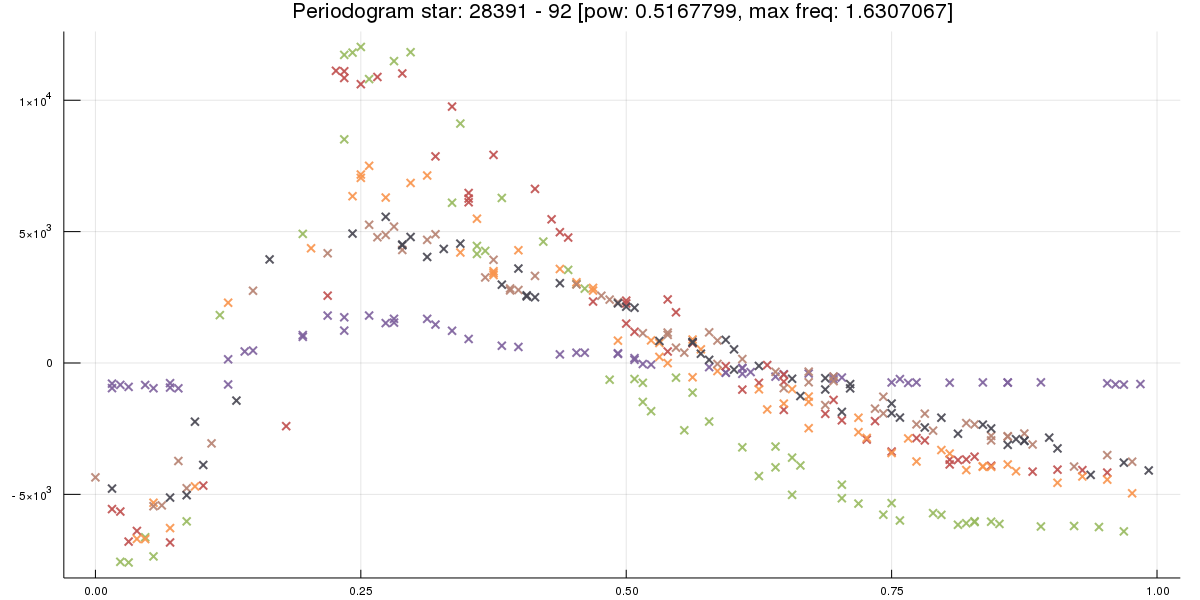 Periodogram star: 28391 - 92 [pow: 0.5167799, max freq: 1.6307067]
1×10⁴
5×10³
0
- 5×10³
0.00 0.25 0.50 0.75 1.00